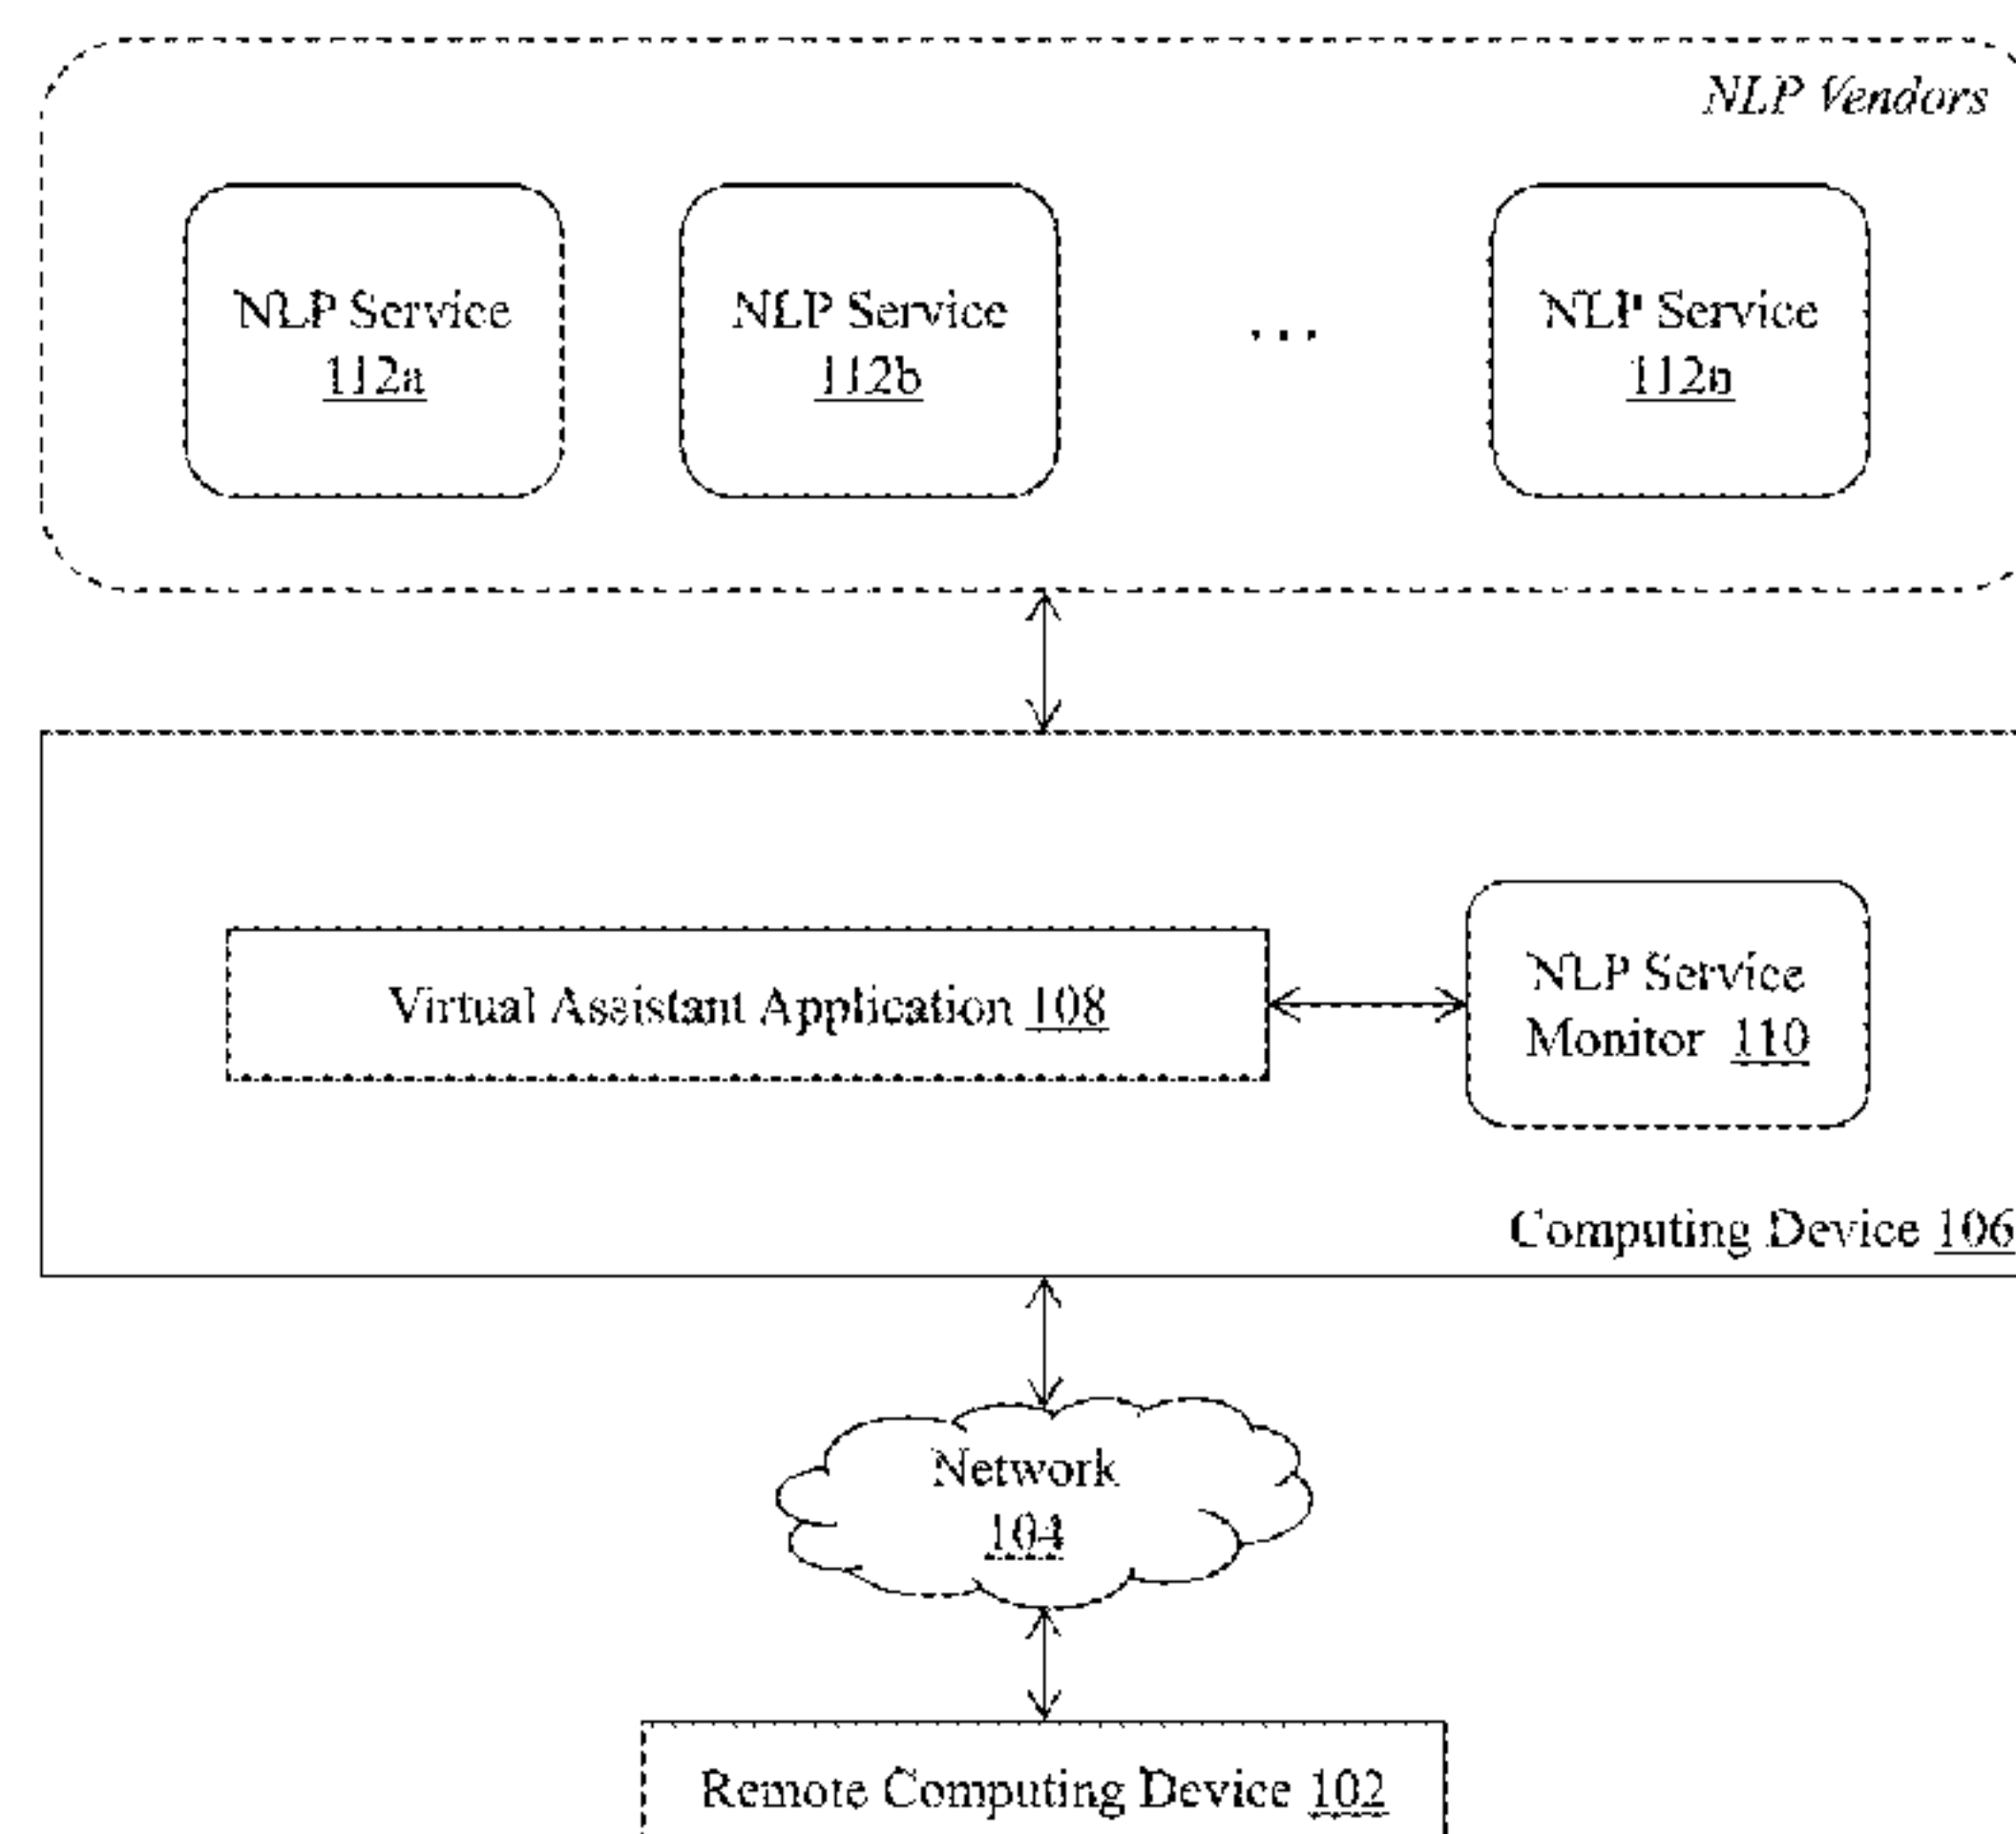 NLP Vendors
NLP Service
112a
NLP Service
112b
...
NLP Service
112n
Virtual Assistant Application 108
NLP Service
Monitor 110
Computing Device 106
Network
104
Remote Computing Device 102